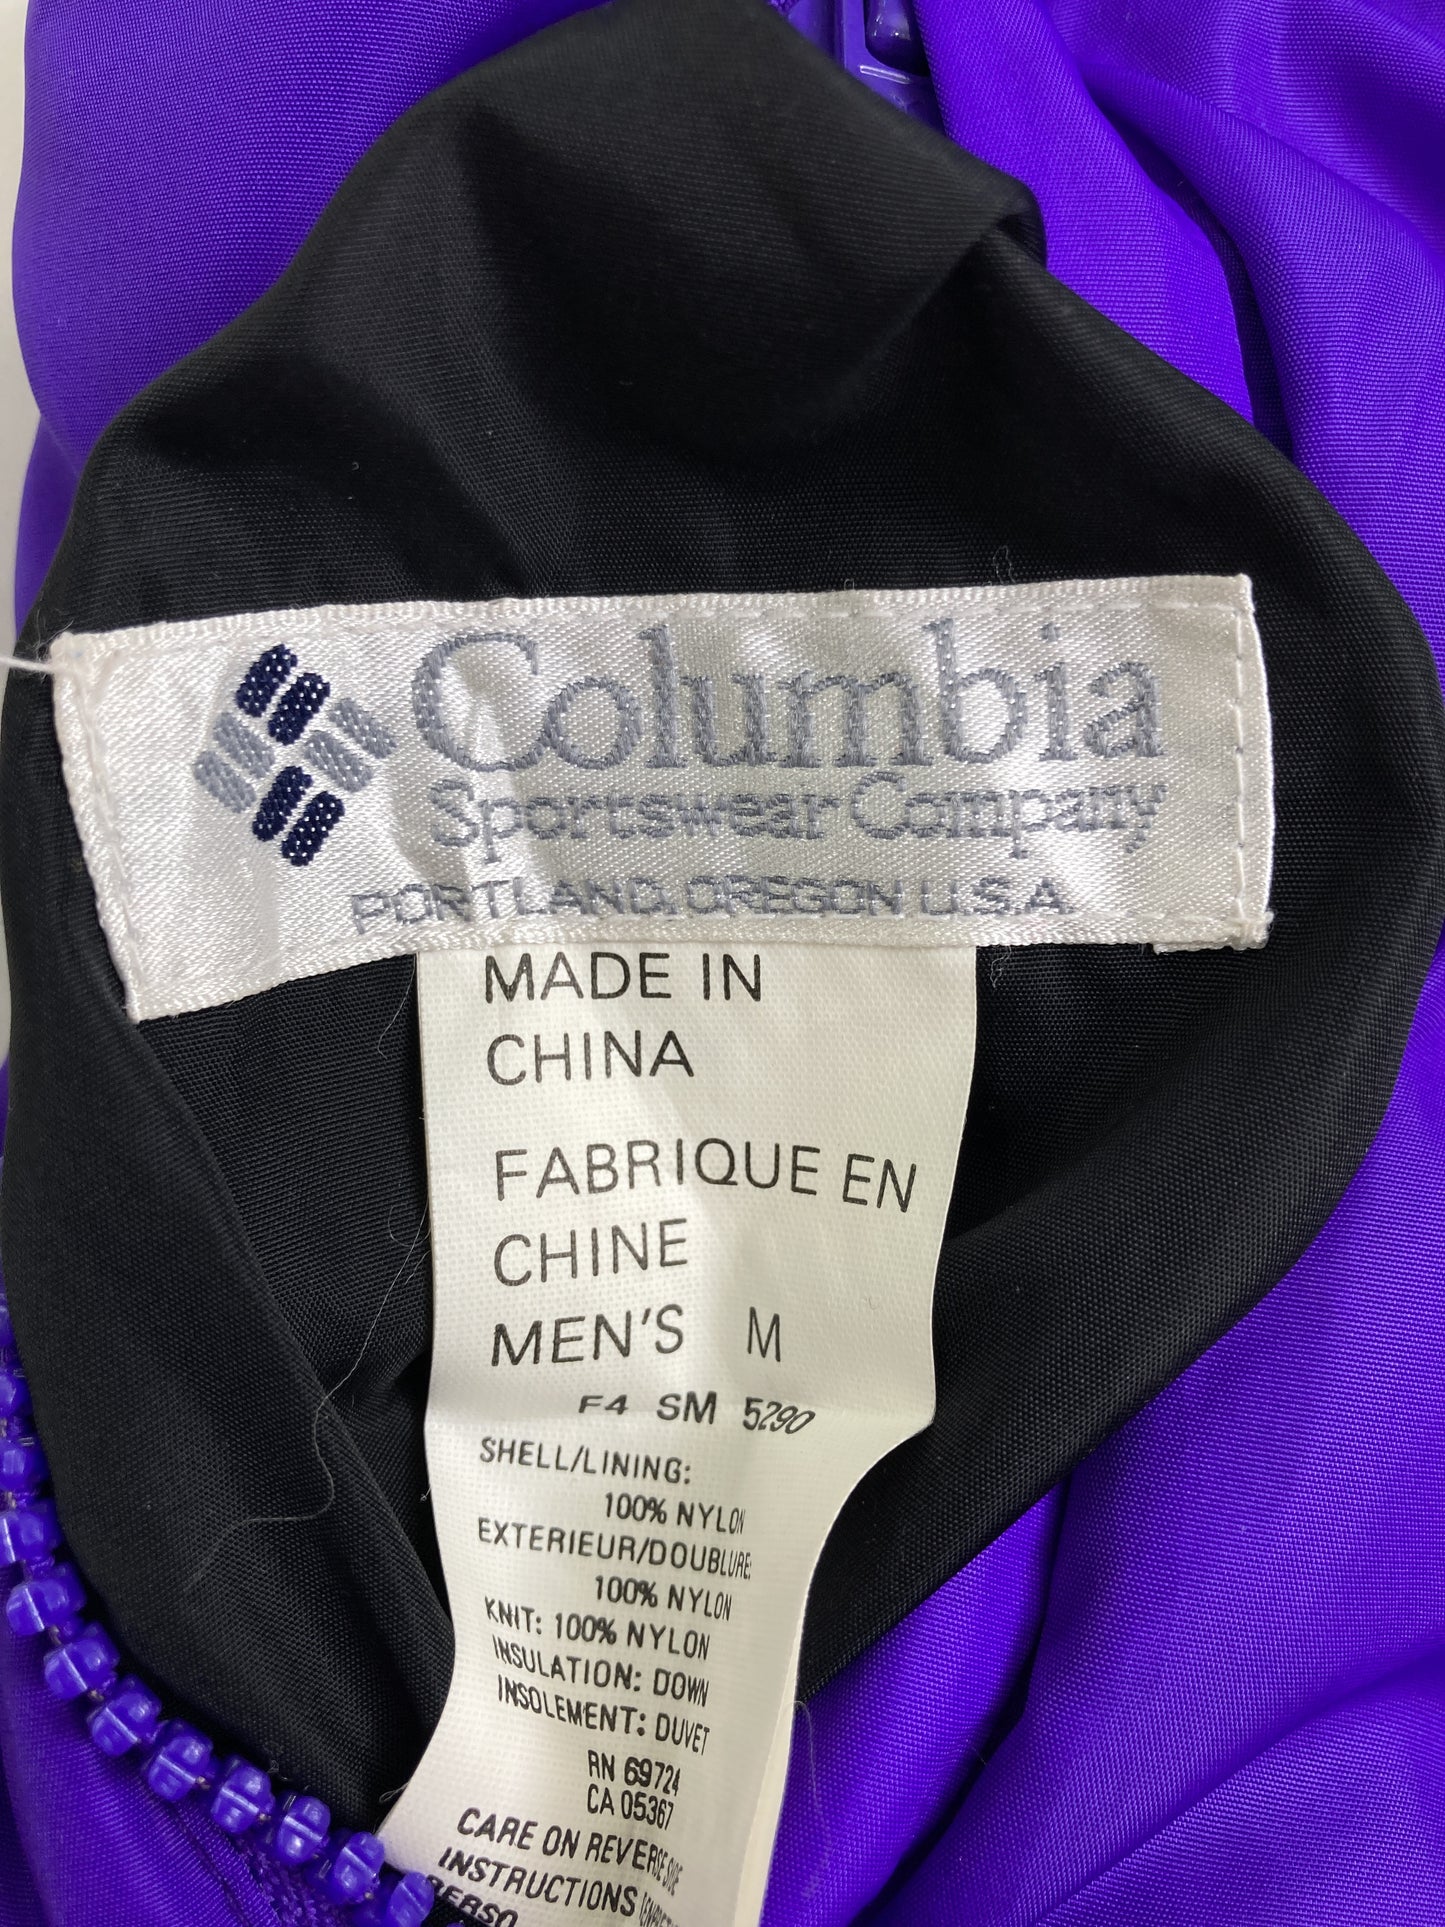 Columbia
Sportswear Company
PORTLAND, OREGON U.S.A.
MADE IN
CHINA
FABRIQUE EN
CHINE
MEN'S M
F4 SM 5290
SHELL/LINING:
100% NYLON
EXTERIEUR/DOUBLURE:
100% NYLON
KNIT: 100% NYLON
INSULATION: DOWN
INSOLEMENT: DUVET
RN 69724
CA 05367
CARE ON REVERSE SIDE
INSTRUCTIONS